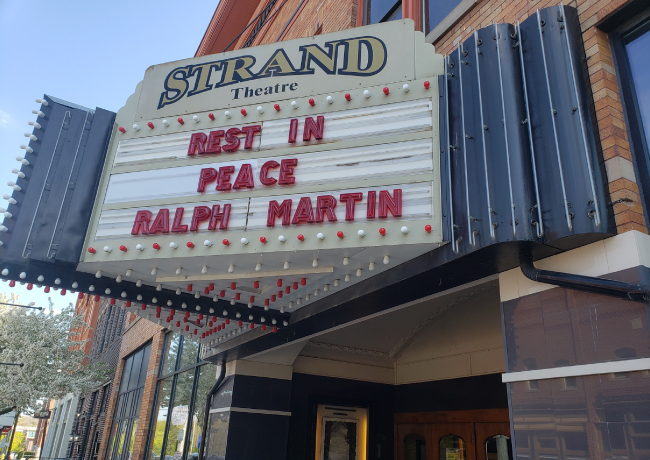 STRAND
Theatre
REST IN
PEACE
RALPH MARTIN